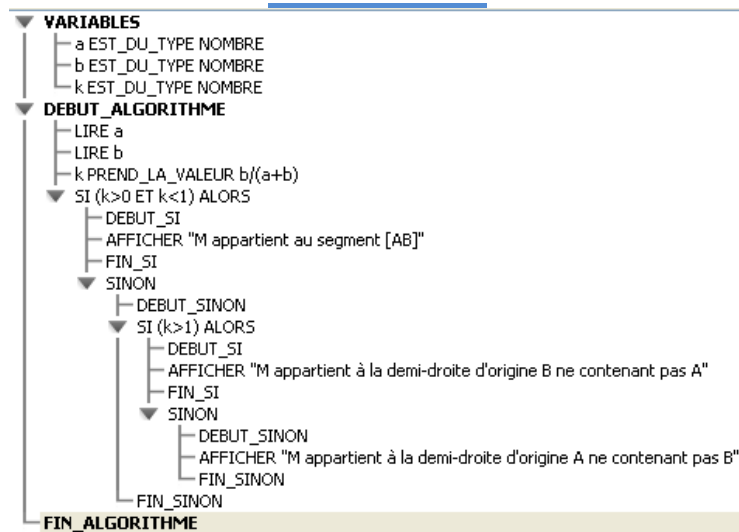 VARIABLES
a EST_DU_TYPE NOMBRE
b EST_DU_TYPE NOMBRE
k EST_DU_TYPE NOMBRE
DEBUT_ALGORITHME
LIRE a
LIRE b
k PREND_LA_VALEUR b/(a+b)
SI (k>0 ET k<1) ALORS
DEBUT_SI
AFFICHER "M appartient au segment [AB]"
FIN_SI
SINON
DEBUT_SINON
SI (k>1) ALORS
DEBUT_SI
AFFICHER "M appartient à la demi-droite d'origine B ne contenant pas A"
FIN_SI
SINON
DEBUT_SINON
AFFICHER "M appartient à la demi-droite d'origine A ne contenant pas B"
FIN_SINON
FIN_SINON
FIN_ALGORITHME